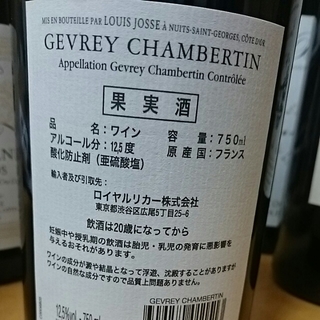 MIS EN BOUTEILLE PAR LOUIS JOSSE À NUITS-SAINT-GEORGES, CÔTE D'OR
GEVREY CHAMBERTIN
Appellation Gevrey Chambertin Contrôlée
果実酒
品名:ワイン 容量:750ml
アルコール分:12.5度 原産国:フランス
酸化防止剤(亜硫酸塩)
輸入者及び引取先:
ロイヤルリカー株式会社
東京都渋谷区広尾5丁目25-6
飲酒は20歳になってから
妊娠中や授乳期の飲酒は胎児・乳児の発育に悪影響を
与えるおそれがあります。
ワインの成分が澱や結晶となって浮遊、沈殿することがありますが
ワインの自然な成分ですので品質上問題ありません。
GEVREY CHAMBERTIN
12.5%vol. - 750 ml